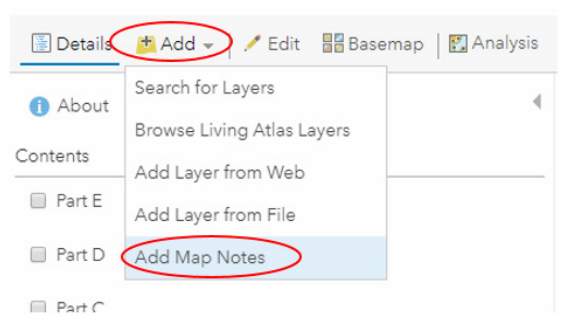 Details Add Edit Basemap Analysis
About
Contents
Part E
Part D
Part C
Search for Layers
Browse Living Atlas Layers
Add Layer from Web
Add Layer from File
Add Map Notes